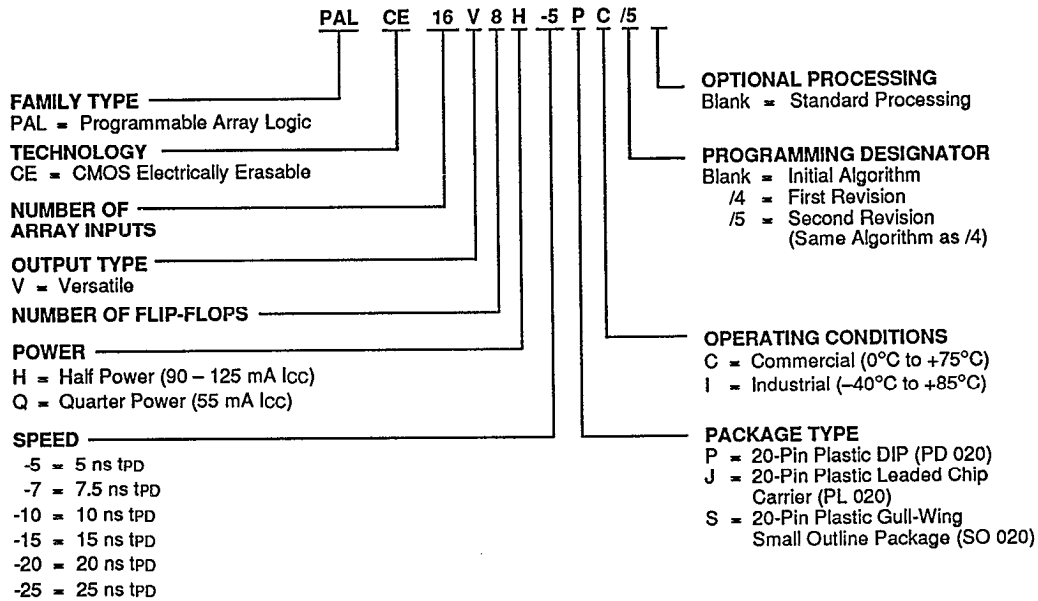 PAL CE 16 V 8 H -5 P C /5
FAMILY TYPE
PAL = Programmable Array Logic
TECHNOLOGY
CE = CMOS Electrically Erasable
NUMBER OF
ARRAY INPUTS
OUTPUT TYPE
V = Versatile
NUMBER OF FLIP-FLOPS
POWER
H = Half Power (90 – 125 mA Icc)
Q = Quarter Power (55 mA Icc)
SPEED
-5 = 5 ns tPD
-7 = 7.5 ns tPD
-10 = 10 ns tPD
-15 = 15 ns tPD
-20 = 20 ns tPD
-25 = 25 ns tPD
OPTIONAL PROCESSING
Blank = Standard Processing
PROGRAMMING DESIGNATOR
Blank = Initial Algorithm
/4 = First Revision
/5 = Second Revision
(Same Algorithm as /4)
OPERATING CONDITIONS
C = Commercial (0°C to +75°C)
I = Industrial (–40°C to +85°C)
PACKAGE TYPE
P = 20-Pin Plastic DIP (PD 020)
J = 20-Pin Plastic Leaded Chip
Carrier (PL 020)
S = 20-Pin Plastic Gull-Wing
Small Outline Package (SO 020)